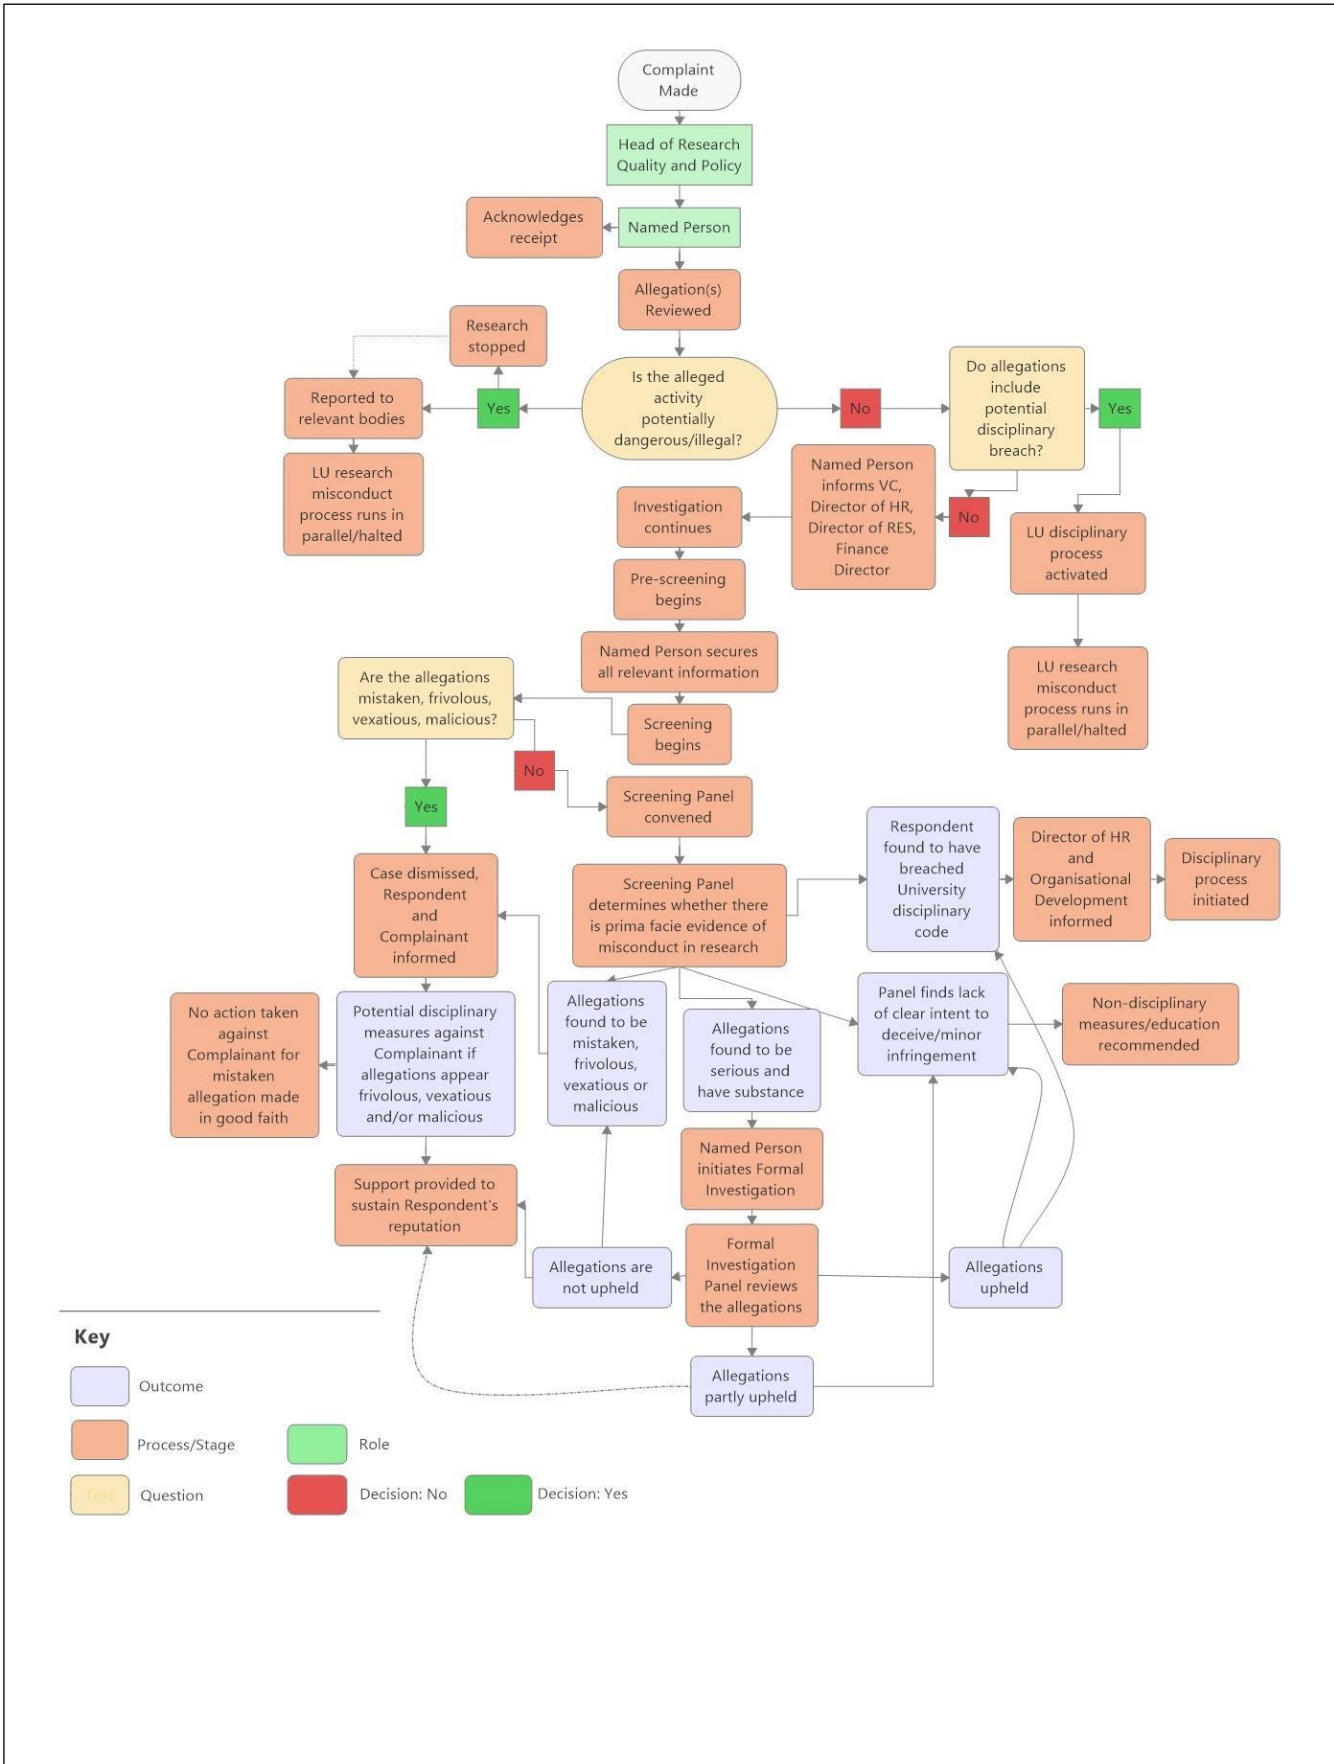 Complaint
Made
Head of Research
Quality and Policy
Acknowledges
receipt
Named Person
Allegation(s)
Reviewed
Research
stopped
Is the alleged
activity
potentially
dangerous/illegal?
Do allegations
include
potential
disciplinary
breach?
Reported to
relevant bodies
Yes
No
Yes
LU research
misconduct
process runs in
parallel/halted
Named Person
informs VC,
Director of HR,
Director of RES,
Finance
Director
No
Investigation
continues
LU disciplinary
process
activated
Pre-screening
begins
Named Person secures
all relevant information
LU research
misconduct
process runs in
parallel/halted
Are the allegations
mistaken, frivolous,
vexatious, malicious?
Screening
begins
No
Yes
Screening Panel
convened
Respondent
found to have
breached
University
disciplinary
code
Director of HR
and
Organisational
Development
informed
Disciplinary
process
initiated
Case dismissed,
Respondent
and
Complainant
informed
Screening Panel
determines whether there
is prima facie evidence of
misconduct in research
No action taken
against
Complainant for
mistaken
allegation made
in good faith
Potential disciplinary
measures against
Complainant if
allegations appear
frivolous, vexatious
and/or malicious
Allegations
found to be
mistaken,
frivolous,
vexatious or
malicious
Allegations
found to be
serious and
have substance
Panel finds lack
of clear intent to
deceive/minor
infringement
Non-disciplinary
measures/education
recommended
Named Person
initiates Formal
Investigation
Support provided to
sustain Respondent's
reputation
Allegations are
not upheld
Formal
Investigation
Panel reviews
the allegations
Allegations
upheld
Allegations
partly upheld
Key
Outcome
Process/Stage
Role
Text
Question
Decision: No
Decision: Yes